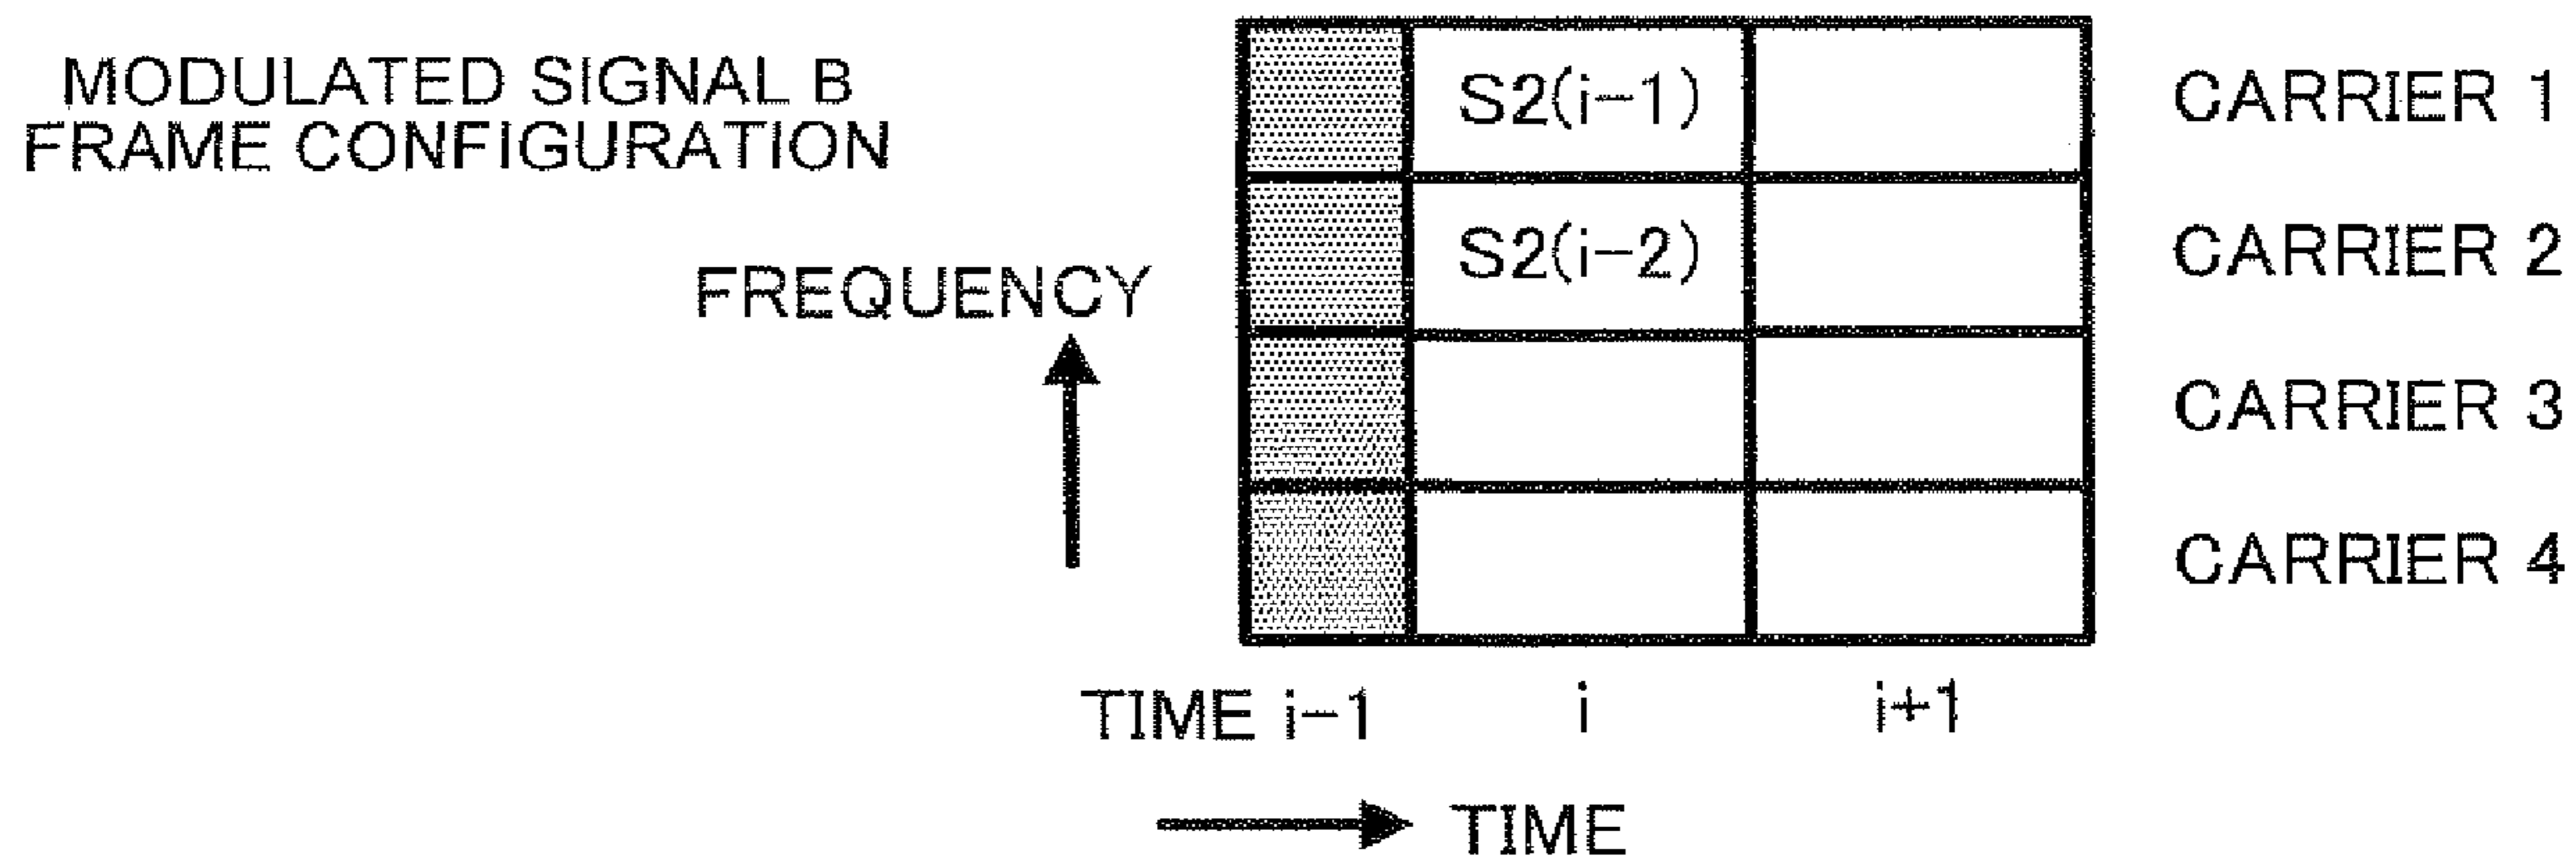 MODULATED SIGNAL B
FRAME CONFIGURATION
S2(i-1)
CARRIER 1
S2(i-2)
CARRIER 2
FREQUENCY
CARRIER 3
CARRIER 4
TIME i-1
i
i+1
TIME